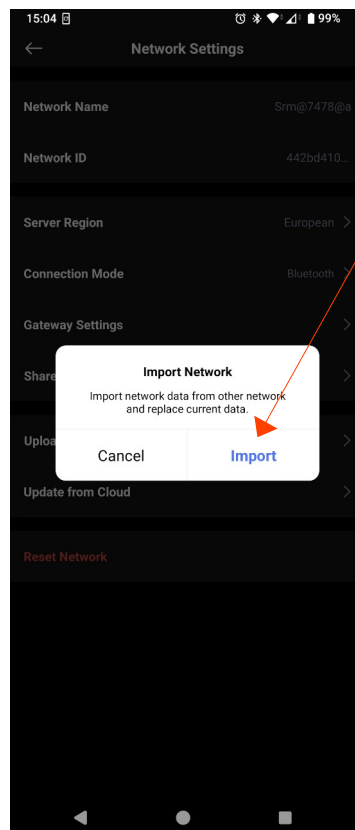 15:04 99%
Network Settings
Network Name Srm@7478@a
Network ID 442bd410...
Server Region European
Connection Mode Bluetooth
Gateway Settings
Share
Import Network
Import network data from other network
and replace current data.
Uploa
Cancel Import
Update from Cloud
Reset Network